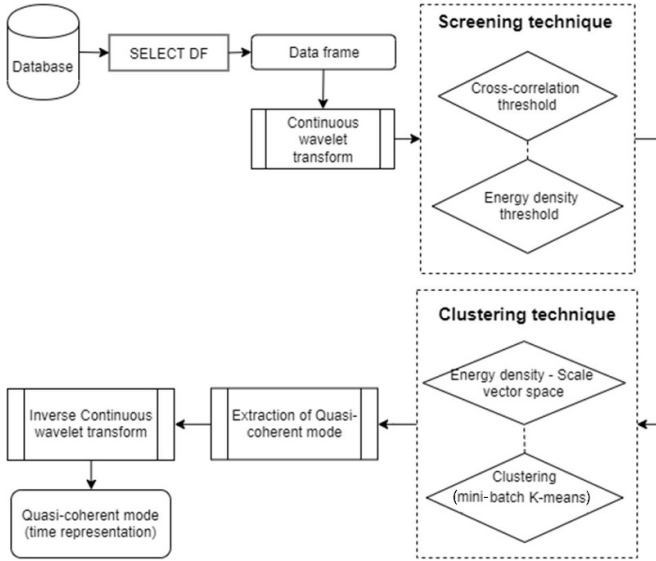 Database
SELECT DF
Data frame
Continuous
wavelet
transform
Screening technique
Cross-correlation
threshold
Energy density
threshold
Clustering technique
Energy density - Scale
vector space
Clustering
(mini-batch K-means)
Extraction of Quasi-
coherent mode
Inverse Continuous
wavelet transform
Quasi-coherent mode
(time representation)